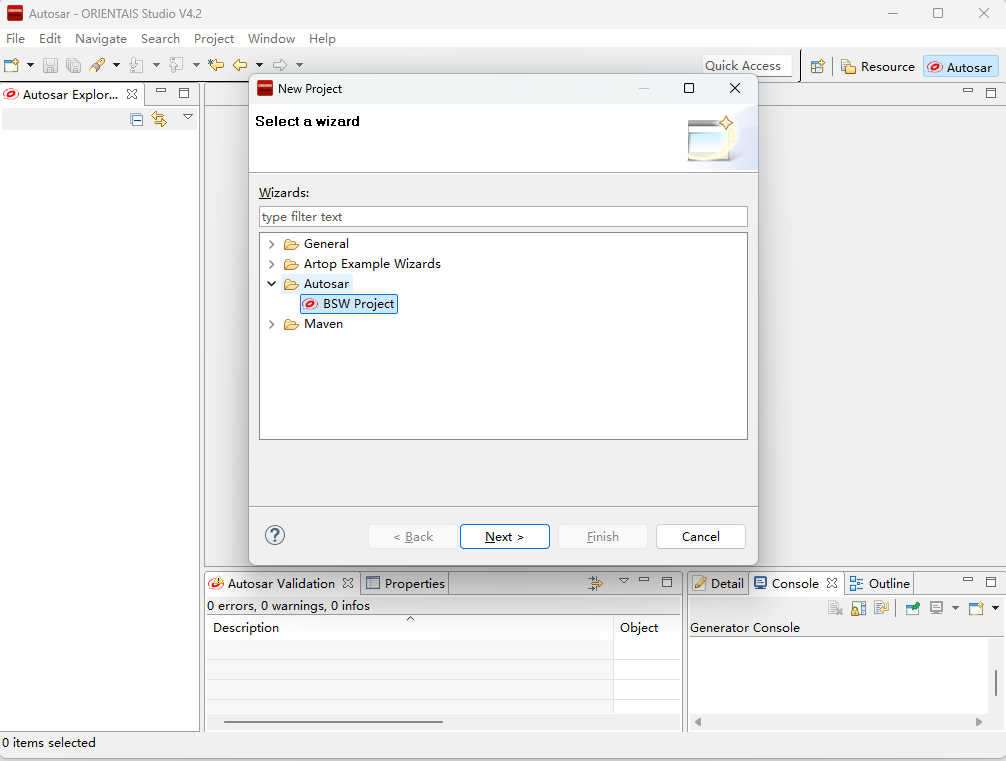 Autosar - ORIENTAIS Studio V4.2
File Edit Navigate Search Project Window Help
Quick Access
Resource
Autosar
Autosar Explor...
New Project
Select a wizard
Wizards:
type filter text
General
Artop Example Wizards
Autosar
BSW Project
Maven
< Back
Next >
Finish
Cancel
Autosar Validation
Properties
0 errors, 0 warnings, 0 infos
Description
Object
Detail
Console
Outline
Generator Console
0 items selected